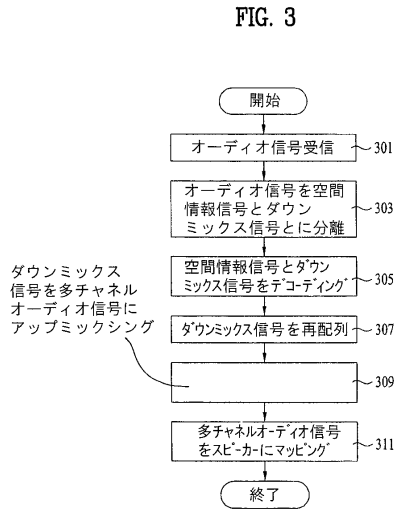 FIG. 3
開始
オーディオ信号受信
301
オーディオ信号を空間
情報信号とダウン
ミックス信号とに分離
303
空間情報信号とﾀﾞｳﾝ
ミックス信号をﾃﾞｺｰﾃﾞｨﾝｸﾞ
305
ﾀﾞｳﾝﾐｯｸｽ信号を再配列
307
ダウンミックス
信号を多チャネル
オーディオ信号に
アップミックシング
309
多チャネルオーディオ信号
をスピーカーにマッピング
311
終了